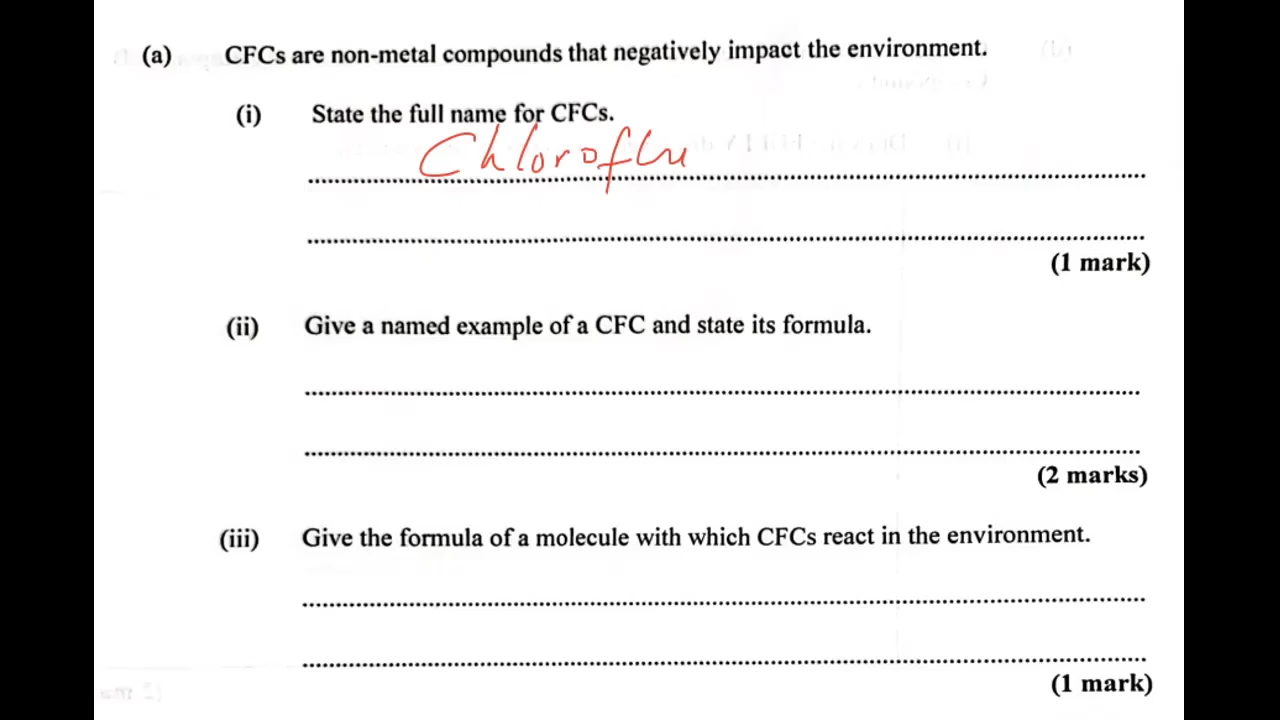 (a) CFCs are non-metal compounds that negatively impact the environment.
(i) State the full name for CFCs.
Chloroflu
(1 mark)
(ii) Give a named example of a CFC and state its formula.
(2 marks)
(iii) Give the formula of a molecule with which CFCs react in the environment.
(1 mark)